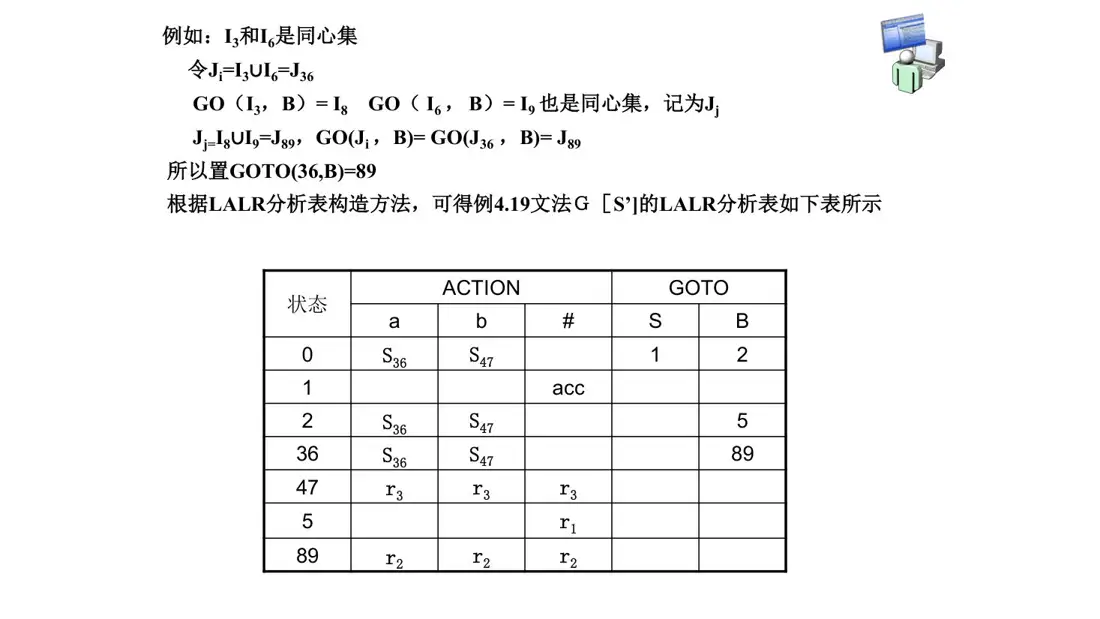 例如：I3和I6是同心集
令Ji=I3∪I6=J36
GO（I3，B）= I8 GO（ I6 ， B）= I9 也是同心集，记为Jj
Jj=I8∪I9=J89，GO(Ji ，B)= GO(J36 ，B)= J89
所以置GOTO(36,B)=89
根据LALR分析表构造方法，可得例4.19文法Ｇ［S’]的LALR分析表如下表所示
状态 ACTION GOTO
a b # S B
0 S36 S47 1 2
1 acc
2 S36 S47 5
36 S36 S47 89
47 r3 r3 r3
5 r1
89 r2 r2 r2